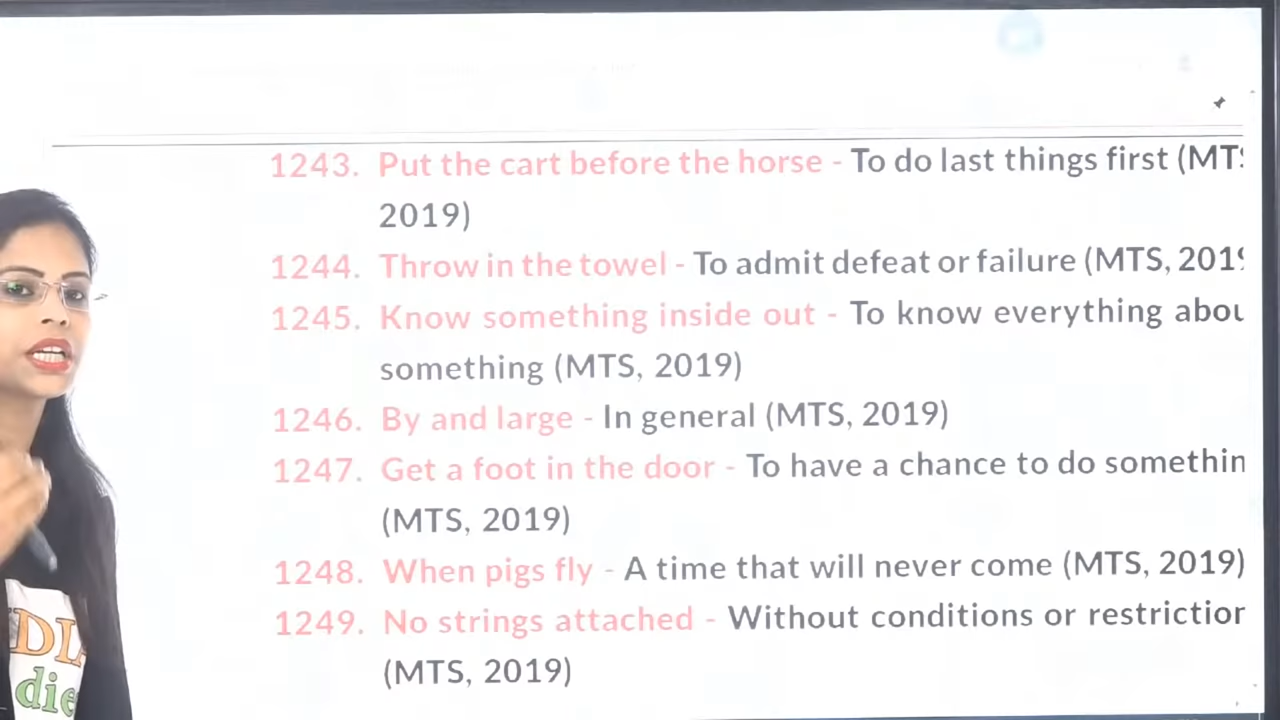 1243. Put the cart before the horse - To do last things first (MTS
2019)
1244. Throw in the towel - To admit defeat or failure (MTS, 2019
1245. Know something inside out - To know everything abou
something (MTS, 2019)
1246. By and large - In general (MTS, 2019)
1247. Get a foot in the door - To have a chance to do somethin
(MTS, 2019)
1248. When pigs fly - A time that will never come (MTS, 2019)
1249. No strings attached - Without conditions or restriction
(MTS, 2019)